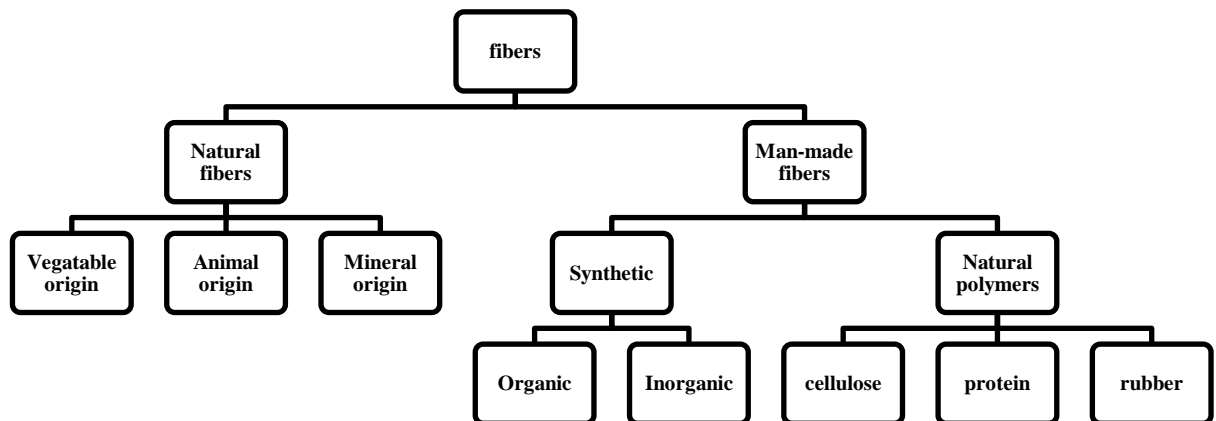 fibers
Natural
fibers
Man-made
fibers
Vegatable
origin
Animal
origin
Mineral
origin
Synthetic
Natural
polymers
Organic
Inorganic
cellulose
protein
rubber